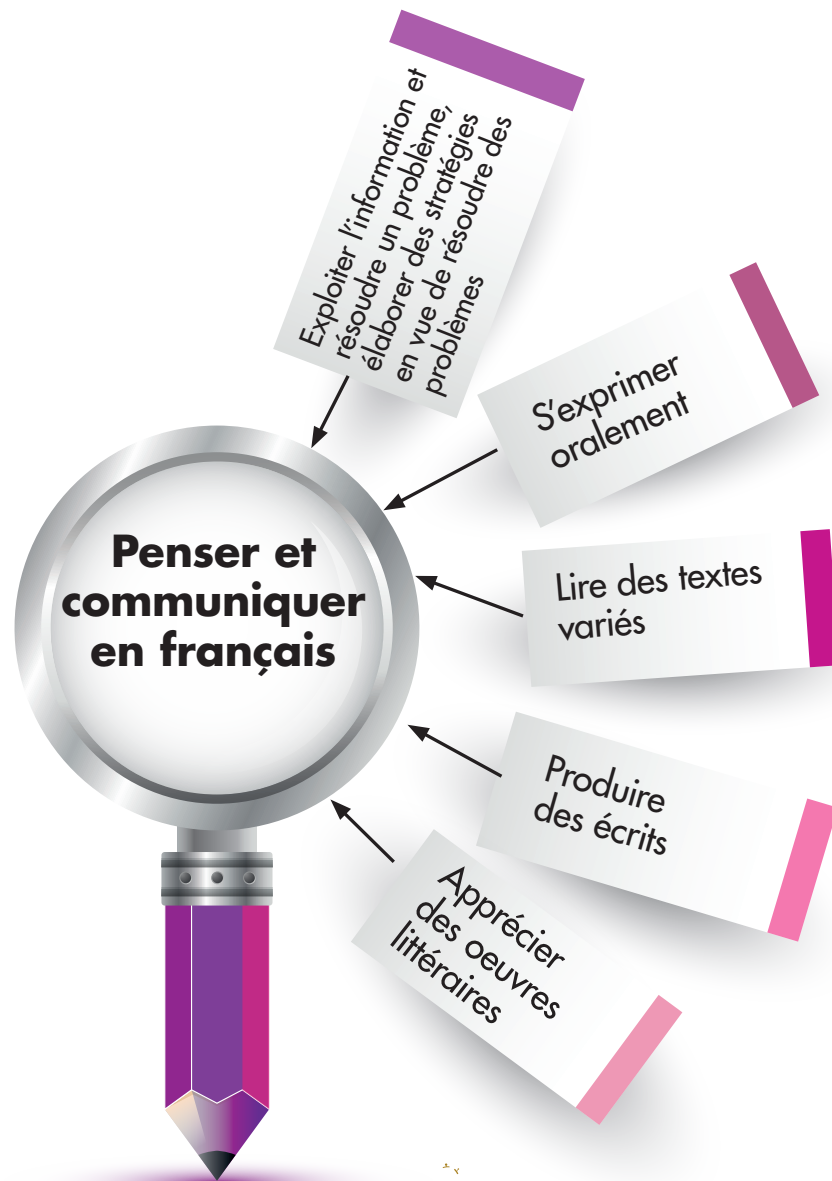 Exploiter l'information et
résoudre un problème,
élaborer des stratégies
en vue de résoudre des
problèmes
S'exprimer
oralement
Penser et
communiquer
en français
Lire des textes
variés
Produire
des écrits
Apprécier
des oeuvres
littéraires